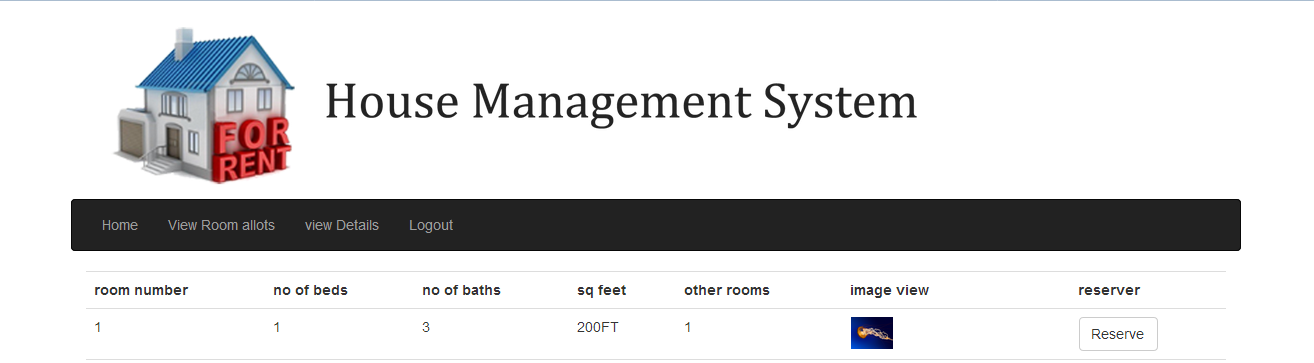 FOR
RENT
House Management System
Home View Room allots view Details Logout
room number no of beds no of baths sq feet other rooms image view reserver
1 1 3 200FT 1 Reserve